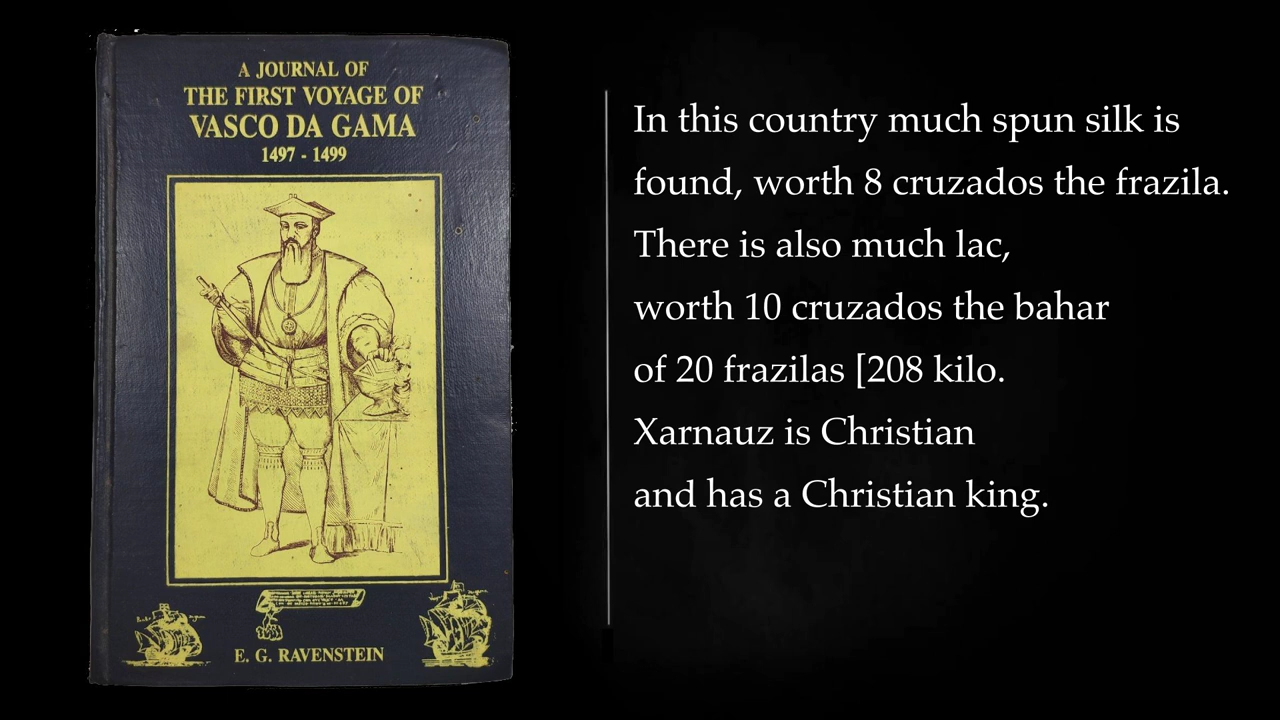 A JOURNAL OF
THE FIRST VOYAGE OF
VASCO DA GAMA
1497 - 1499
E. G. RAVENSTEIN
In this country much spun silk is
found, worth 8 cruzados the frazila.
There is also much lac,
worth 10 cruzados the bahar
of 20 frazilas [208 kilo.
Xarnauz is Christian
and has a Christian king.